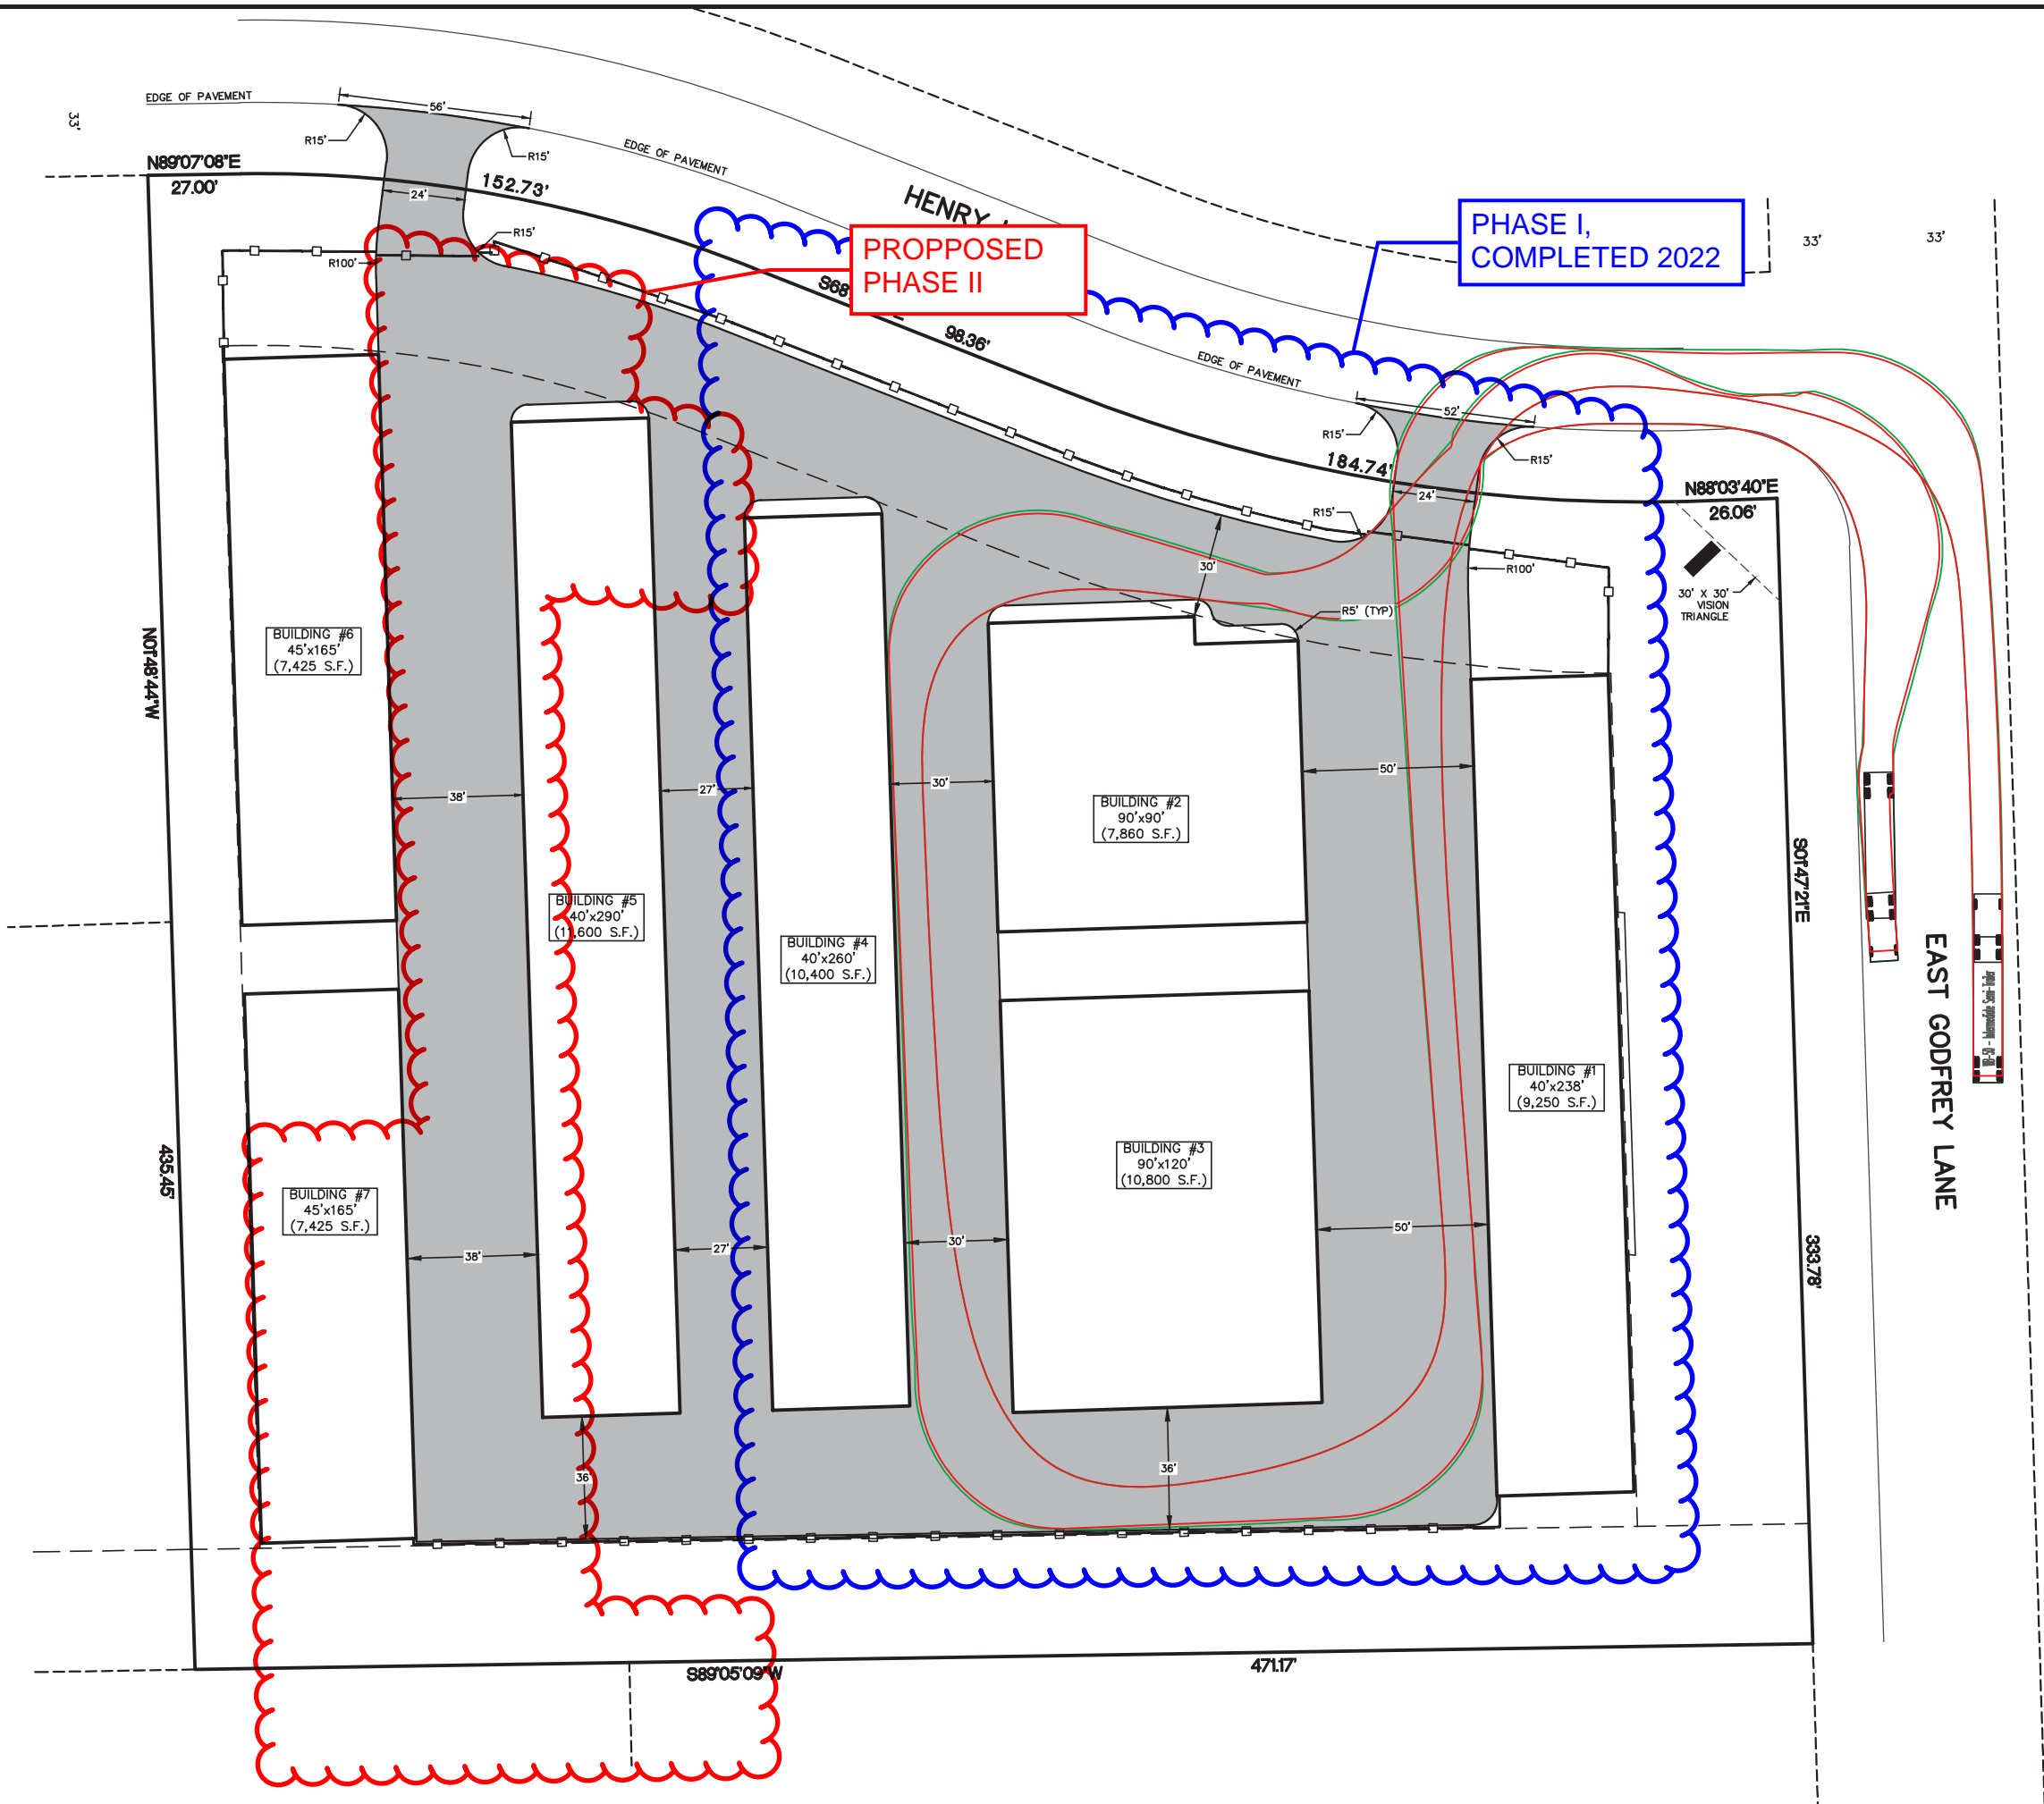 EDGE OF PAVEMENT
33'
56'
R15'
R15'
EDGE OF PAVEMENT
N89°07'08"E
27.00'
24'
152.73'
R15'
R100'
HENRY
PROPPOSED
PHASE II
PHASE I,
COMPLETED 2022
33'
33'
S68°
98.36'
EDGE OF PAVEMENT
52'
R15'
R15'
184.74'
24'
R15'
N88°03'40"E
26.06'
30'
R100'
30' X 30'
VISION
TRIANGLE
R5' (TYP)
N01°48'44"W
BUILDING #6
45'x165'
(7,425 S.F.)
38'
27'
30'
50'
BUILDING #2
90'x90'
(7,860 S.F.)
S01°47'21"E
BUILDING #5
40'x290'
(11,600 S.F.)
BUILDING #4
40'x260'
(10,400 S.F.)
EAST GODFREY LANE
BUILDING #1
40'x238'
(9,250 S.F.)
BUILDING #3
90'x120'
(10,800 S.F.)
435.45'
BUILDING #7
45'x165'
(7,425 S.F.)
38'
27'
30'
50'
333.78'
36'
36'
S89°05'09"W
471.17'